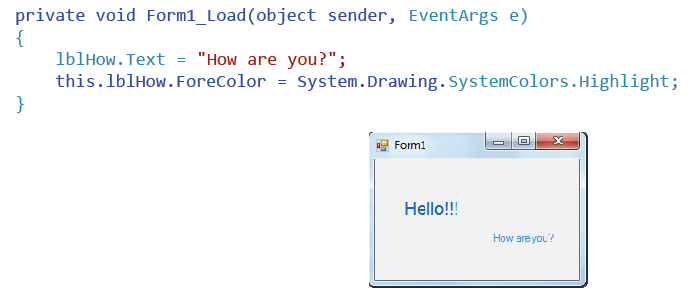 private void Form1_Load(object sender, EventArgs e)
{
lblHow.Text = "How are you?";
this.lblHow.ForeColor = System.Drawing.SystemColors.Highlight;
}
Form1
Hello!!!
How are you?